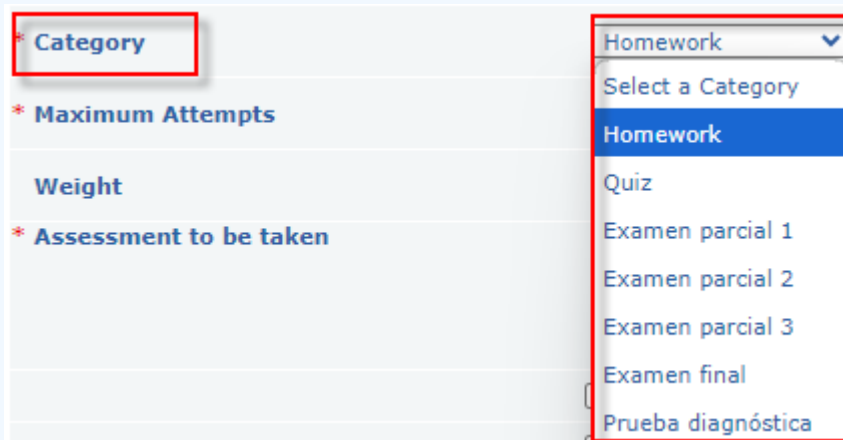 * Category
Homework
Select a Category
Homework
* Maximum Attempts
Quiz
Weight
Examen parcial 1
* Assessment to be taken
Examen parcial 2
Examen parcial 3
Examen final
Prueba diagnóstica